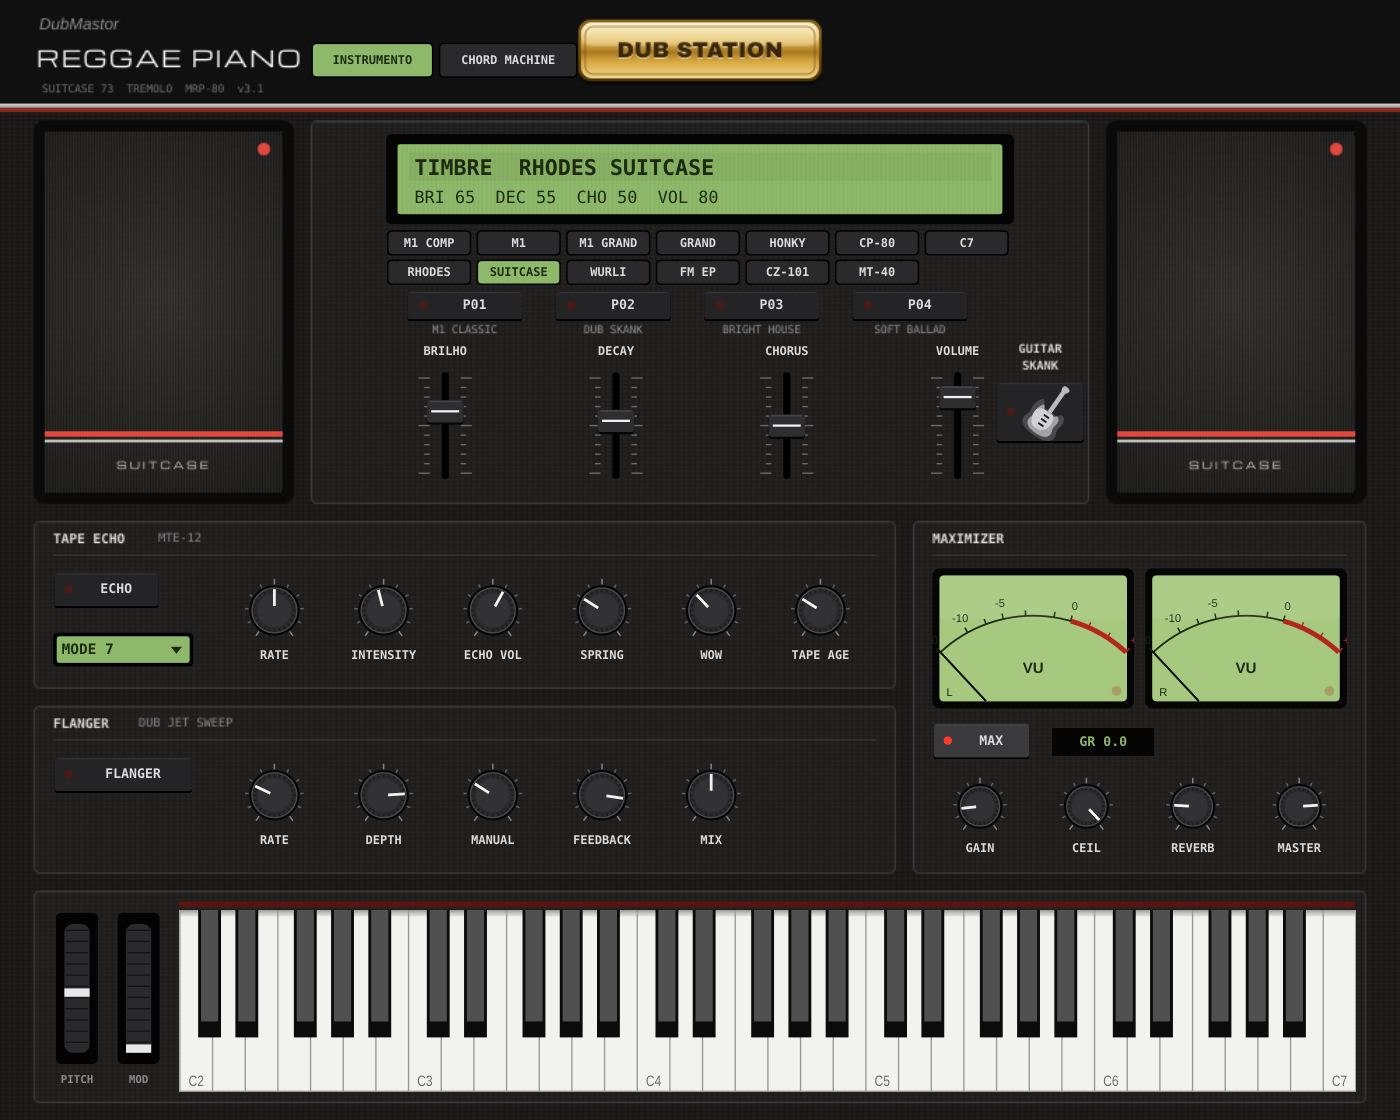 DubMastor
REGGAE PIANO
INSTRUMENTO
CHORD MACHINE
DUB STATION
SUITCASE 73 TREMOLO MRP-80 v3.1
TIMBRE RHODES SUITCASE
BRI 65 DEC 55 CHO 50 VOL 80
M1 COMP M1 M1 GRAND GRAND HONKY CP-80 C7
RHODES SUITCASE WURLI FM EP CZ-101 MT-40
P01 P02 P03 P04
M1 CLASSIC DUB SKANK BRIGHT HOUSE SOFT BALLAD
BRILHO DECAY CHORUS VOLUME
GUITAR
SKANK
SUITCASE
SUITCASE
TAPE ECHO MTE-12
ECHO
MODE 7
RATE INTENSITY ECHO VOL SPRING WOW TAPE AGE
FLANGER DUB JET SWEEP
FLANGER
RATE DEPTH MANUAL FEEDBACK MIX
MAXIMIZER
-10 -5 0
VU
L
-10 -5 0
VU
R
MAX
GR 0.0
GAIN CEIL REVERB MASTER
PITCH MOD
C2 C3 C4 C5 C6 C7